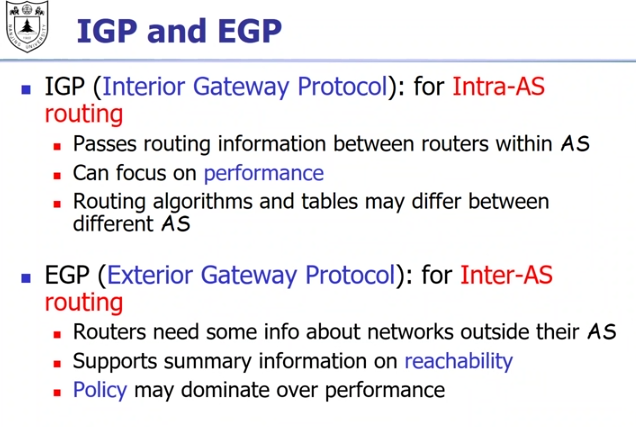 IGP and EGP
IGP (Interior Gateway Protocol): for Intra-AS
routing
Passes routing information between routers within AS
Can focus on performance
Routing algorithms and tables may differ between
different AS
EGP (Exterior Gateway Protocol): for Inter-AS
routing
Routers need some info about networks outside their AS
Supports summary information on reachability
Policy may dominate over performance